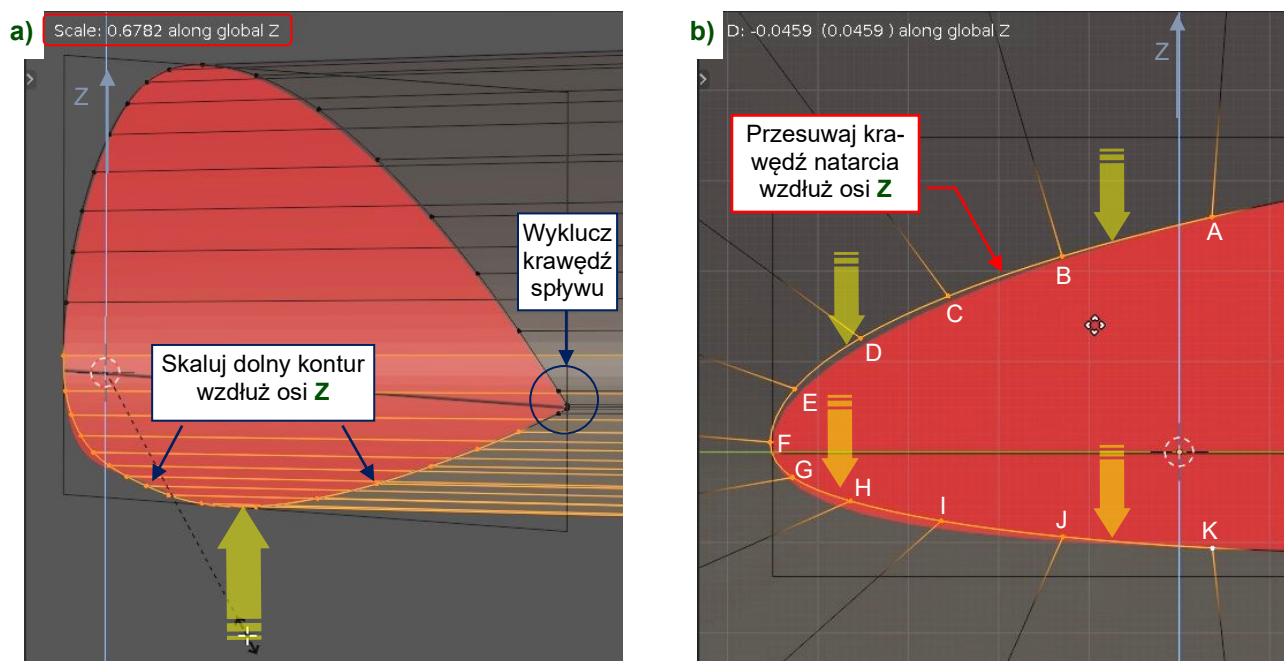 a)
Scale: 0.6782 along global Z
Z
Wyklucz
krawędź
spływu
Skaluj dolny kontur
wzdłuż osi Z
b)
D: -0.0459 (0.0459 ) along global Z
Z
Przesuwaj kra-
wędź natarcia
wzdłuż osi Z
A
B
C
D
E
F
G
H
I
J
K